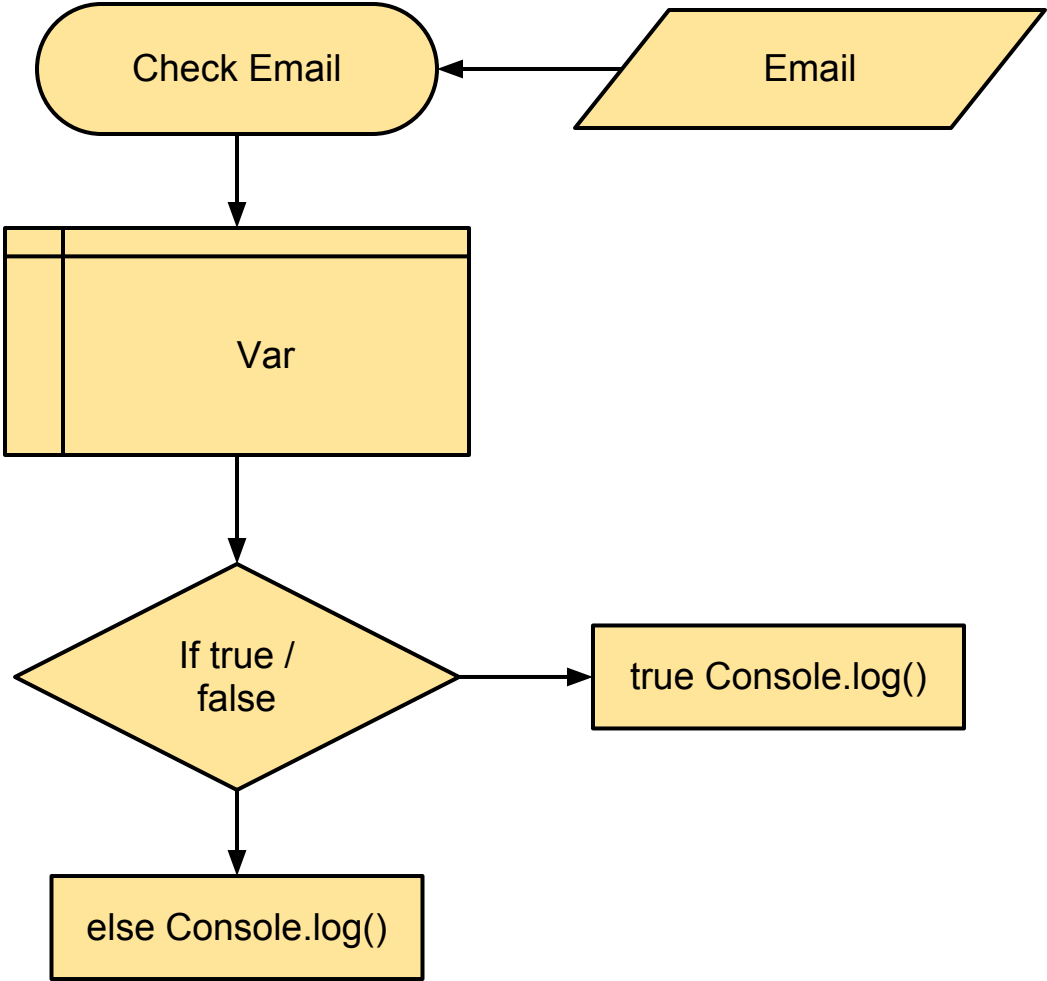 Check Email
Email
Var
If true /
false
true Console.log()
else Console.log()